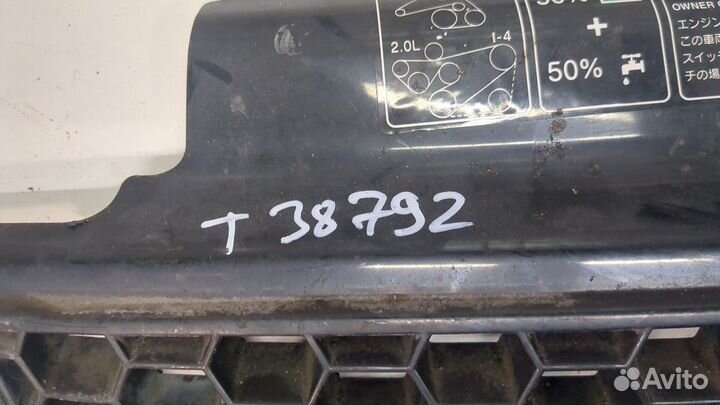 50%
+
50%
2.0L I-4
OWNER
エンジン
この車両
スイッチ
チの場
T 38792
Avito